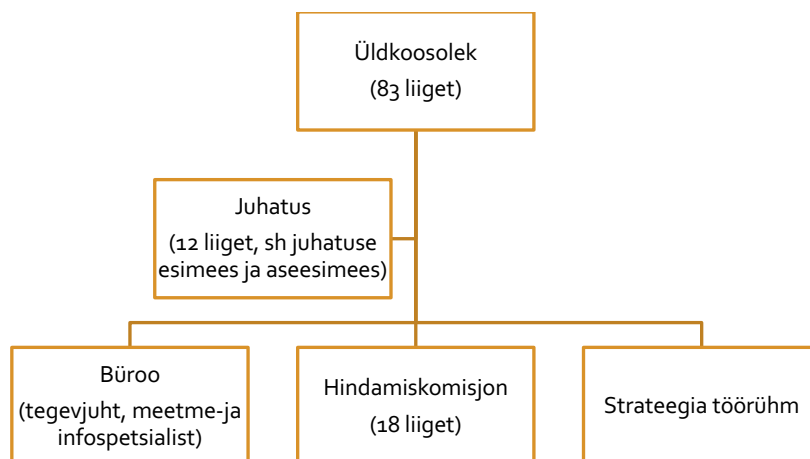 Üldkoosolek
(83 liiget)
Juhatus
(12 liiget, sh juhatuse
esimees ja aseesimees)
Büroo
(tegevjuht, meetme-ja
infospetsialist)
Hindamiskomisjon
(18 liiget)
Strateegia töörühm